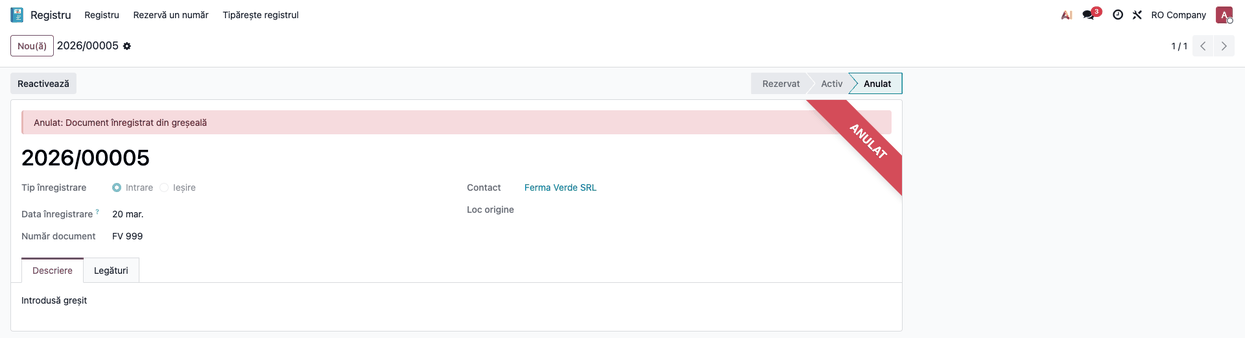 Registru Registru Rezervă un număr Tipărește registrul 3 RO Company A
Nou(ă) 2026/00005 1 / 1
Reactivează Rezervat Activ Anulat
Anulat: Document înregistrat din greșeală
ANULAT
2026/00005
Tip înregistrare Intrare Ieșire Contact Ferma Verde SRL
Data înregistrare ? 20 mar. Loc origine
Număr document FV 999
Descriere Legături
Introdusă greșit